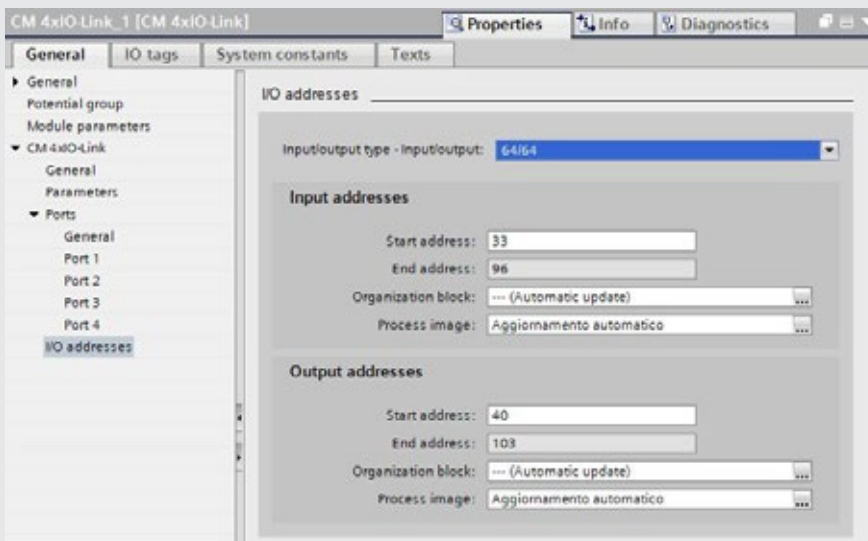 CM 4xIO-Link_1 [CM 4xIO-Link]
Properties
Info
Diagnostics
General
IO tags
System constants
Texts
General
Potential group
Module parameters
CM 4xIO-Link
General
Parameters
Ports
General
Port 1
Port 2
Port 3
Port 4
I/O addresses
I/O addresses
Input/output type - Input/output: 64/64
Input addresses
Start address: 33
End address: 96
Organization block: --- (Automatic update)
Process image: Aggiornamento automatico
Output addresses
Start address: 40
End address: 103
Organization block: --- (Automatic update)
Process image: Aggiornamento automatico